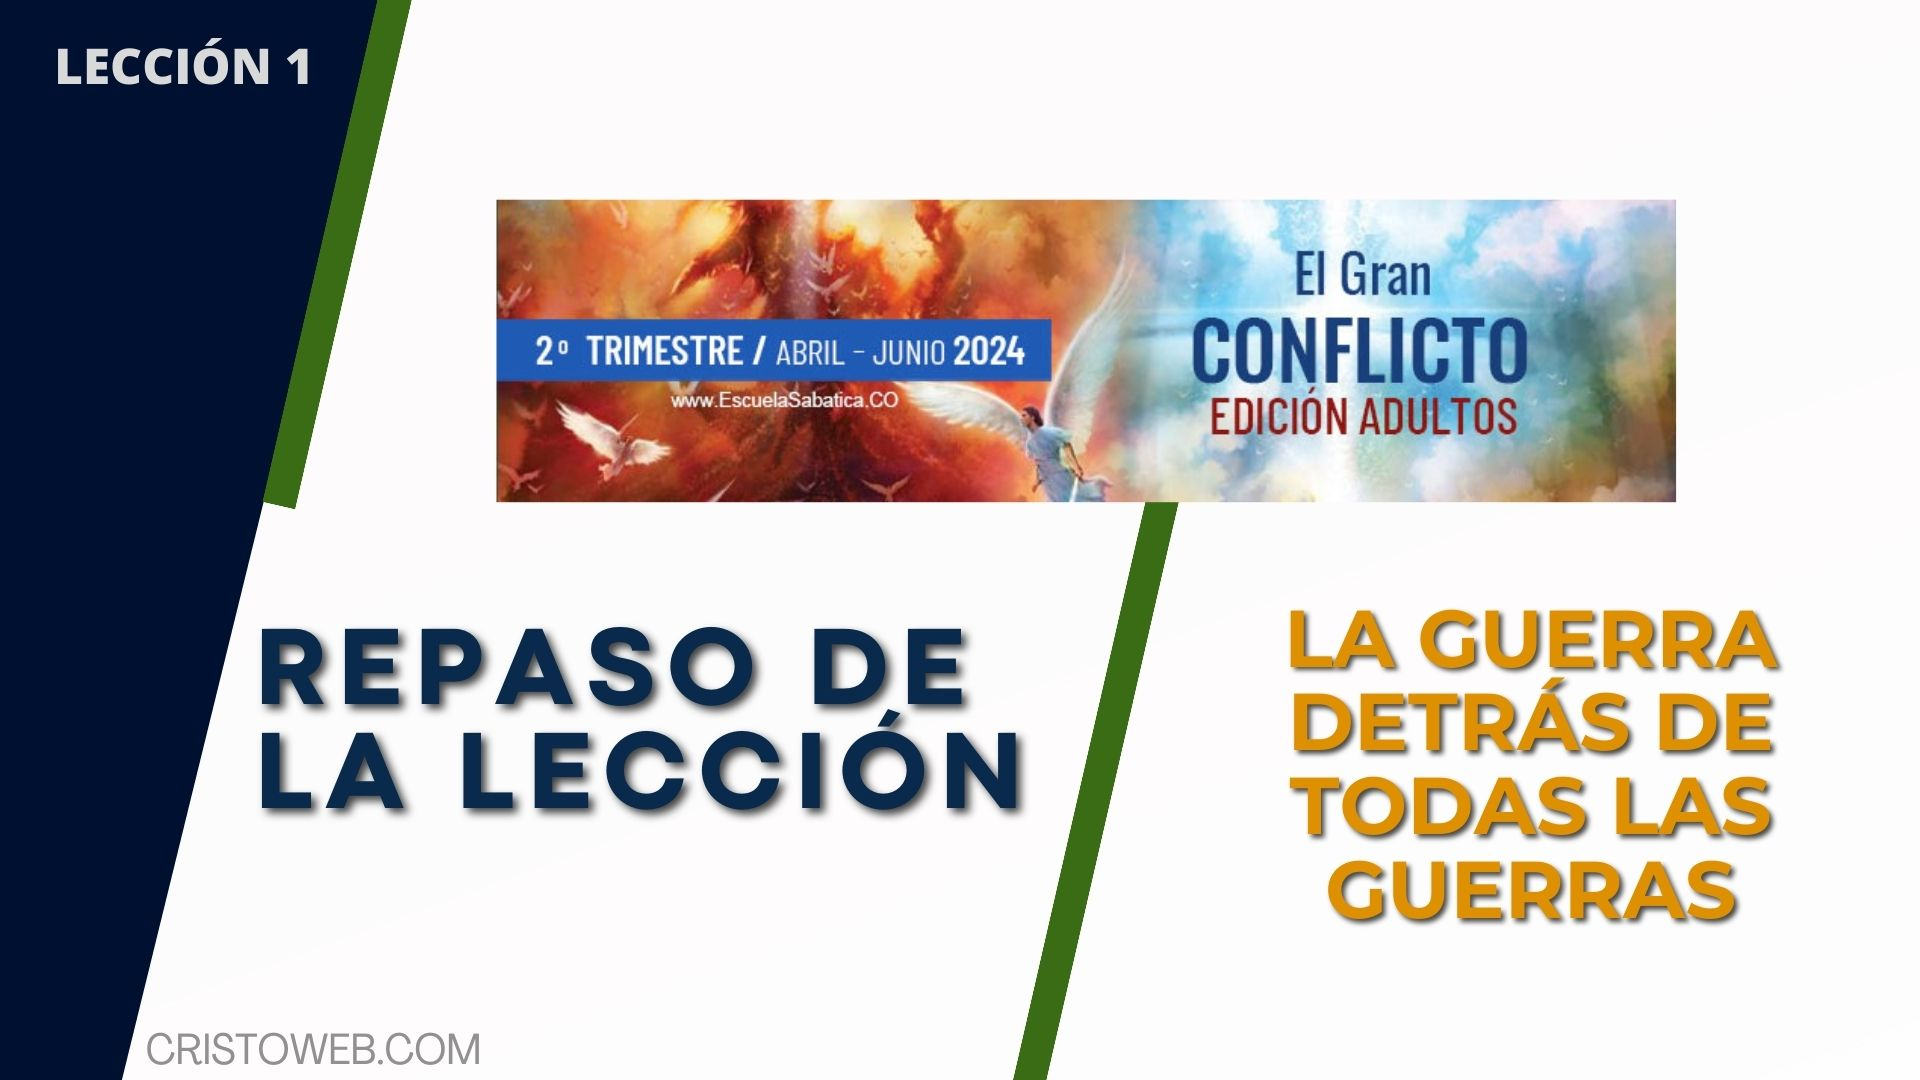 LECCIÓN 1
2º TRIMESTRE / ABRIL - JUNIO 2024
www.EscuelaSabatica.CO
El Gran
CONFLICTO
EDICIÓN ADULTOS
REPASO DE
LA LECCIÓN
LA GUERRA
DETRÁS DE
TODAS LAS
GUERRAS
CRISTOWEB.COM